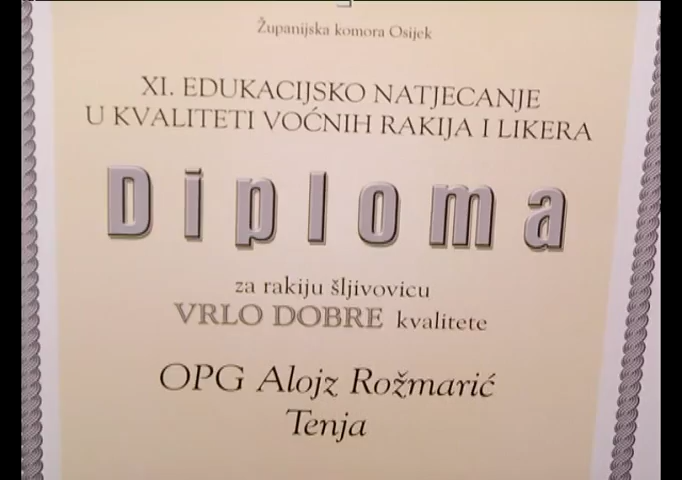 Županijska komora Osijek
XI. EDUKACIJSKO NATJECANJE
U KVALITETI VOĆNIH RAKIJA I LIKERA
Diploma
za rakiju šljivovicu
VRLO DOBRE kvalitete
OPG Alojz Rožmarić
Tenja